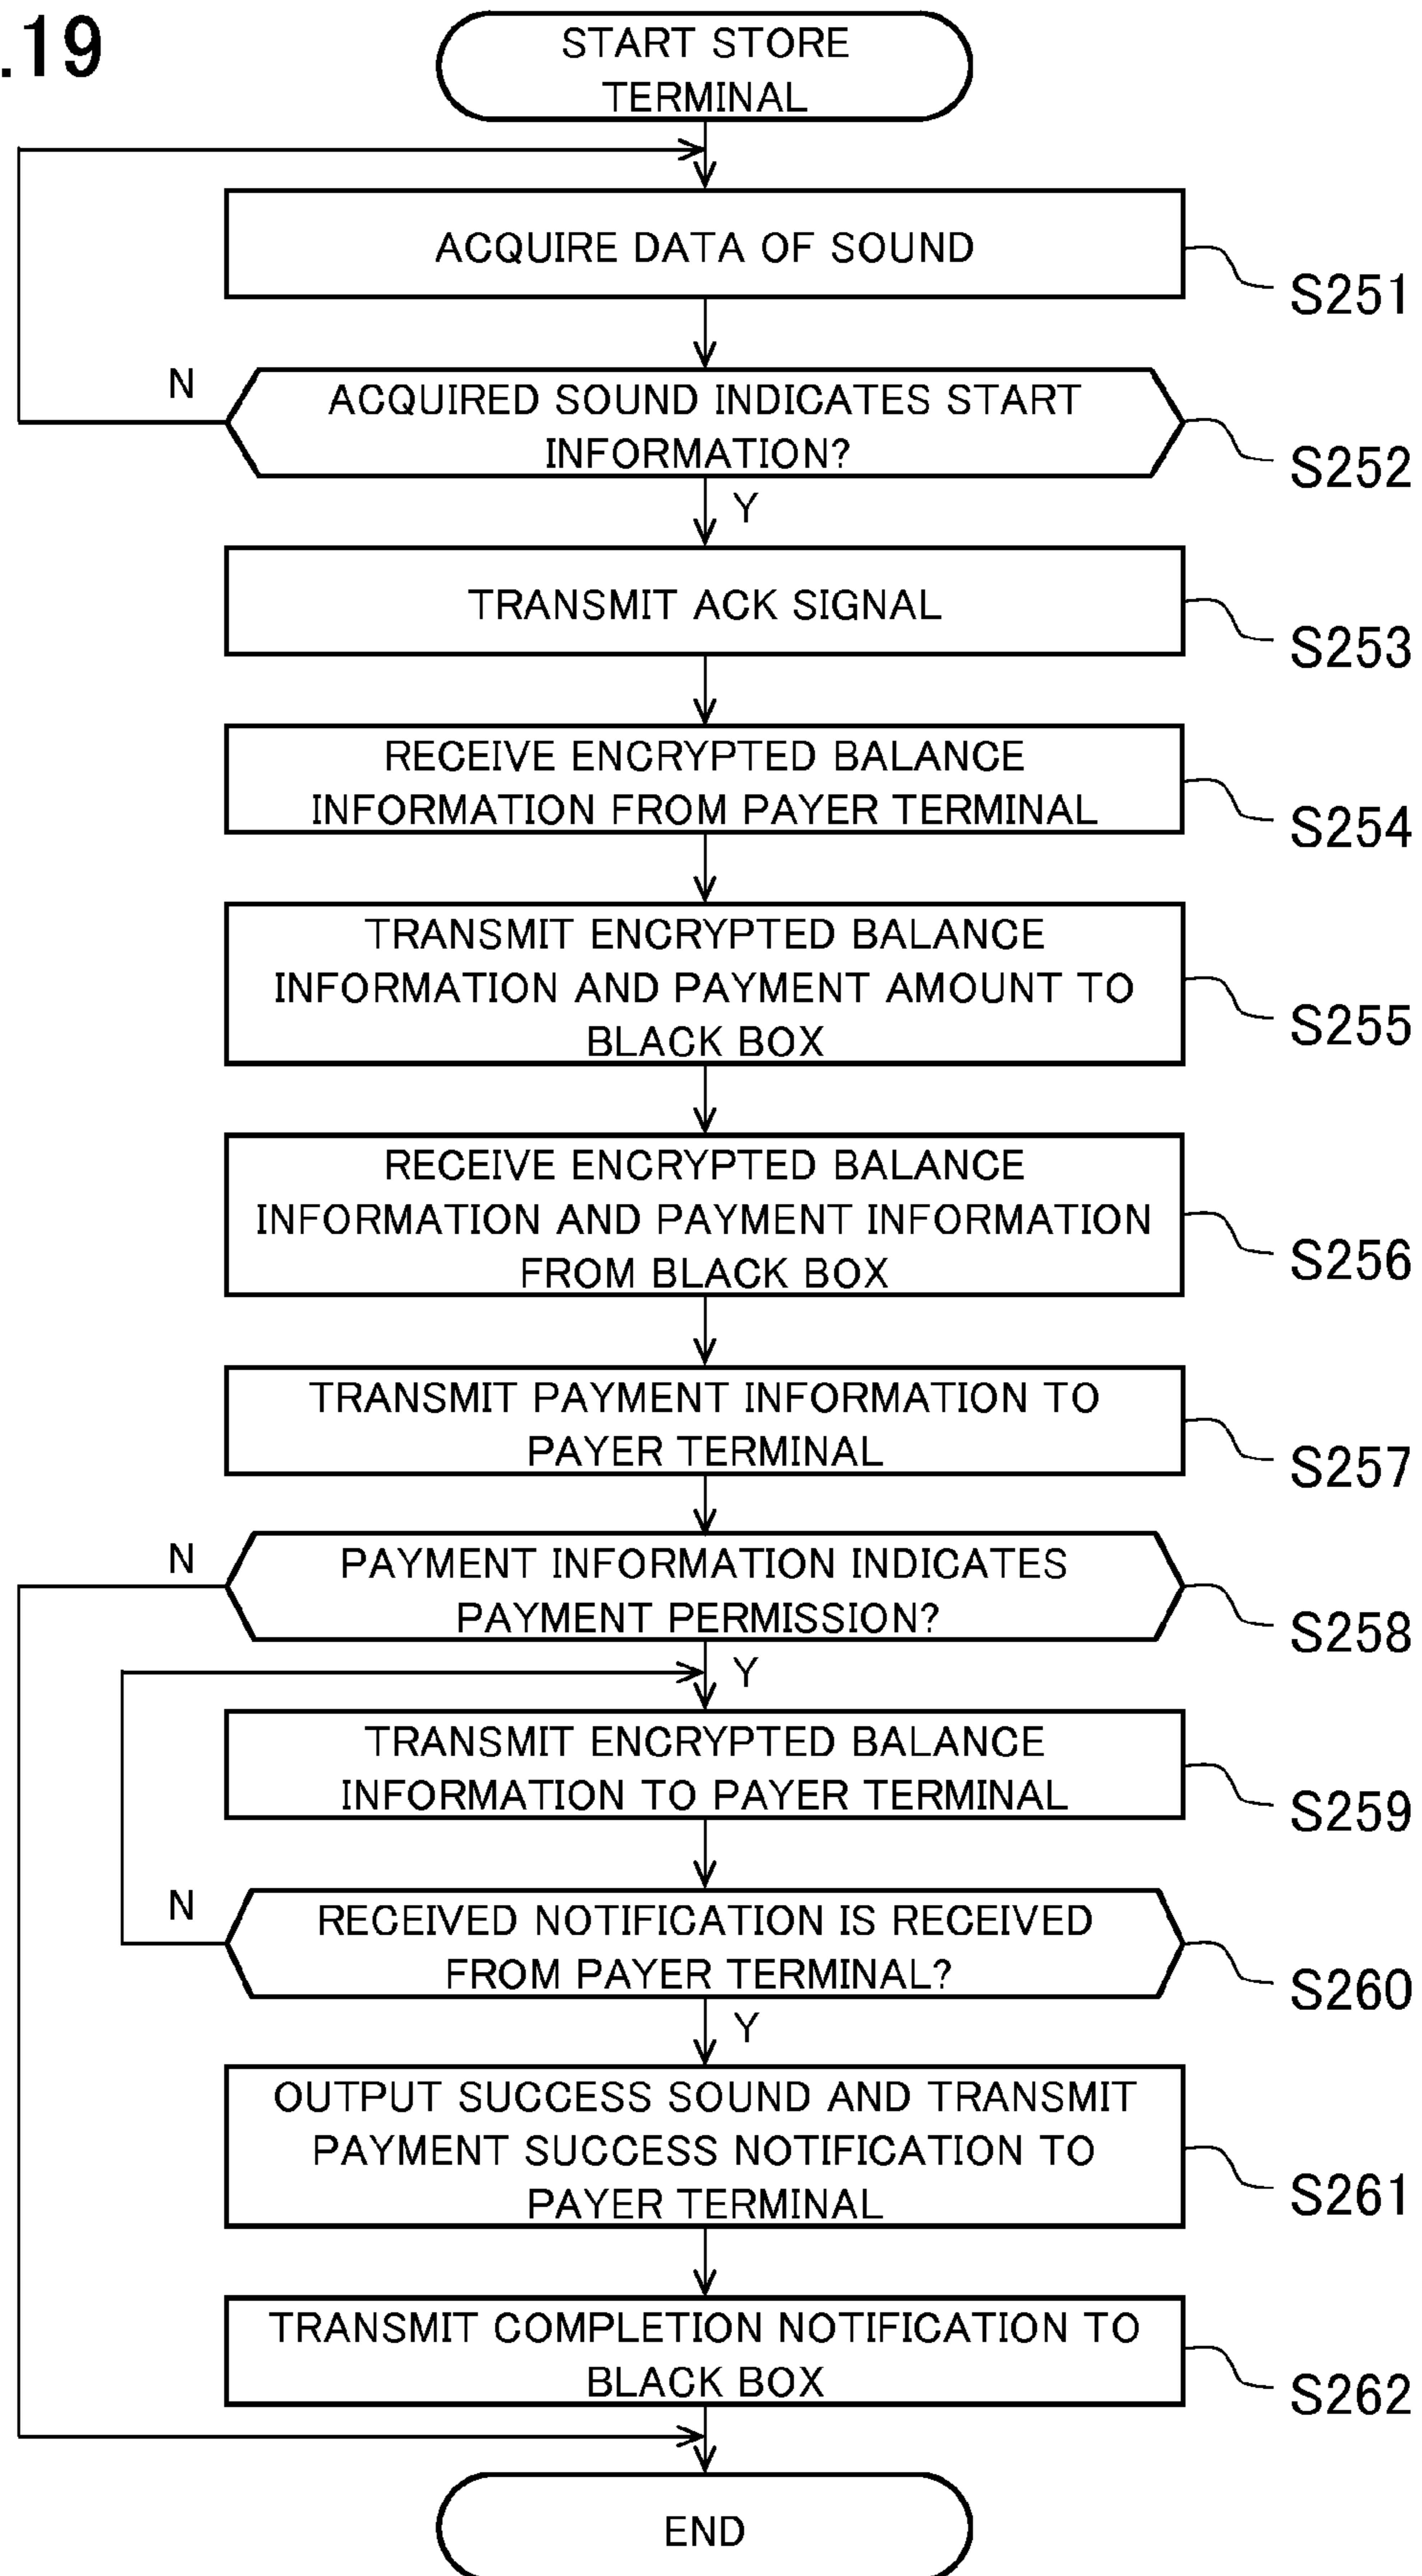 .19
START STORE
TERMINAL
ACQUIRE DATA OF SOUND
S251
N
ACQUIRED SOUND INDICATES START
INFORMATION?
S252
Y
TRANSMIT ACK SIGNAL
S253
RECEIVE ENCRYPTED BALANCE
INFORMATION FROM PAYER TERMINAL
S254
TRANSMIT ENCRYPTED BALANCE
INFORMATION AND PAYMENT AMOUNT TO
BLACK BOX
S255
RECEIVE ENCRYPTED BALANCE
INFORMATION AND PAYMENT INFORMATION
FROM BLACK BOX
S256
TRANSMIT PAYMENT INFORMATION TO
PAYER TERMINAL
S257
N
PAYMENT INFORMATION INDICATES
PAYMENT PERMISSION?
S258
Y
TRANSMIT ENCRYPTED BALANCE
INFORMATION TO PAYER TERMINAL
S259
N
RECEIVED NOTIFICATION IS RECEIVED
FROM PAYER TERMINAL?
S260
Y
OUTPUT SUCCESS SOUND AND TRANSMIT
PAYMENT SUCCESS NOTIFICATION TO
PAYER TERMINAL
S261
TRANSMIT COMPLETION NOTIFICATION TO
BLACK BOX
S262
END